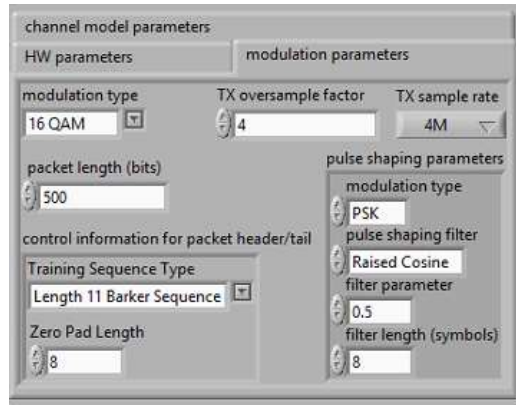 channel model parameters
HW parameters
modulation parameters
modulation type
TX oversample factor
TX sample rate
16 QAM
4
4M
packet length (bits)
500
pulse shaping parameters
modulation type
PSK
pulse shaping filter
Raised Cosine
filter parameter
0.5
filter length (symbols)
8
control information for packet header/tail
Training Sequence Type
Length 11 Barker Sequence
Zero Pad Length
8